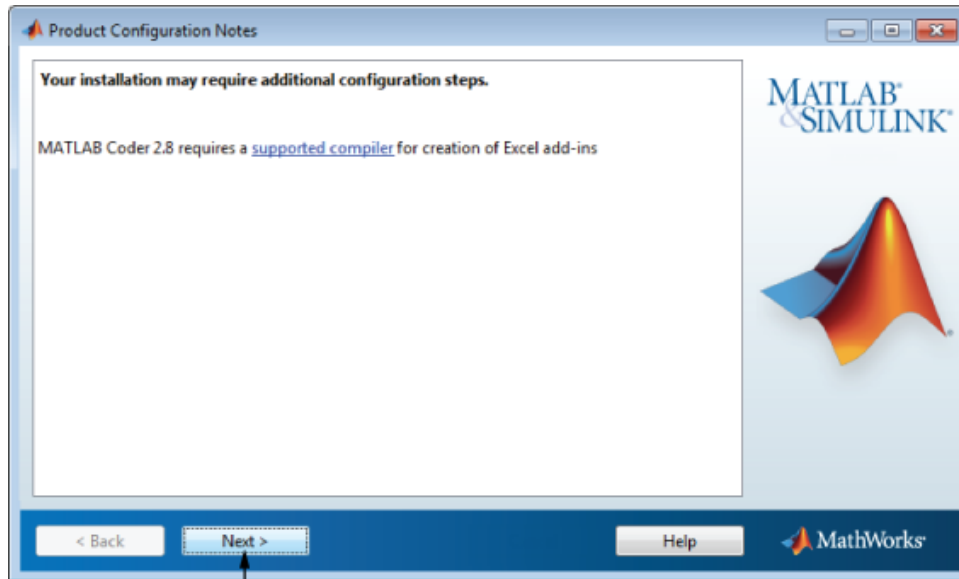 Product Configuration Notes
Your installation may require additional configuration steps.
MATLAB Coder 2.8 requires a supported compiler for creation of Excel add-ins
MATLAB®
&SIMULINK®
< Back
Next >
Help
MathWorks®